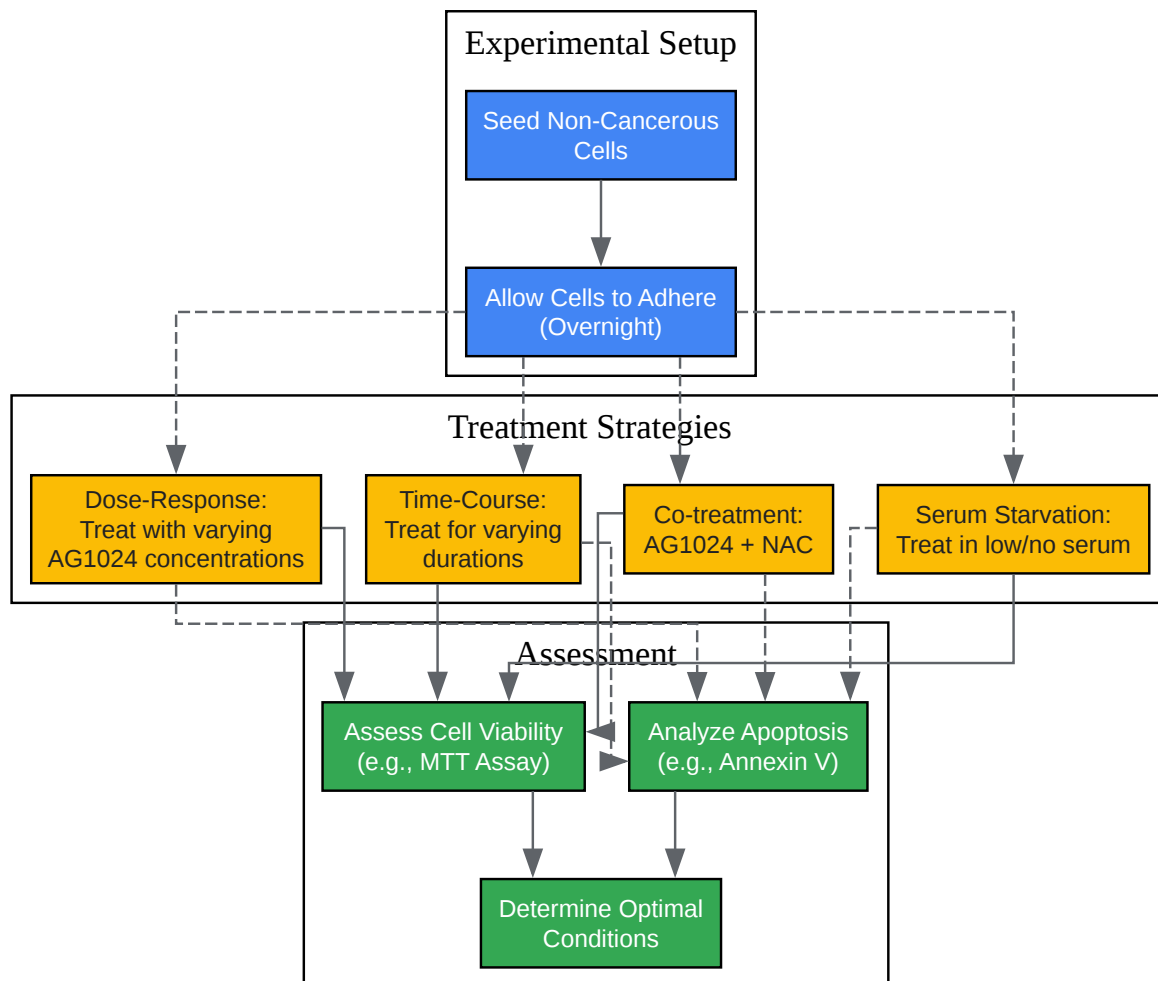 Experimental Setup
Seed Non-Cancerous
Cells
Allow Cells to Adhere
(Overnight)
Treatment Strategies
Dose-Response:
Treat with varying
AG1024 concentrations
Time-Course:
Treat for varying
durations
Co-treatment:
AG1024 + NAC
Serum Starvation:
Treat in low/no serum
Assessment
Assess Cell Viability
(e.g., MTT Assay)
Analyze Apoptosis
(e.g., Annexin V)
Determine Optimal
Conditions